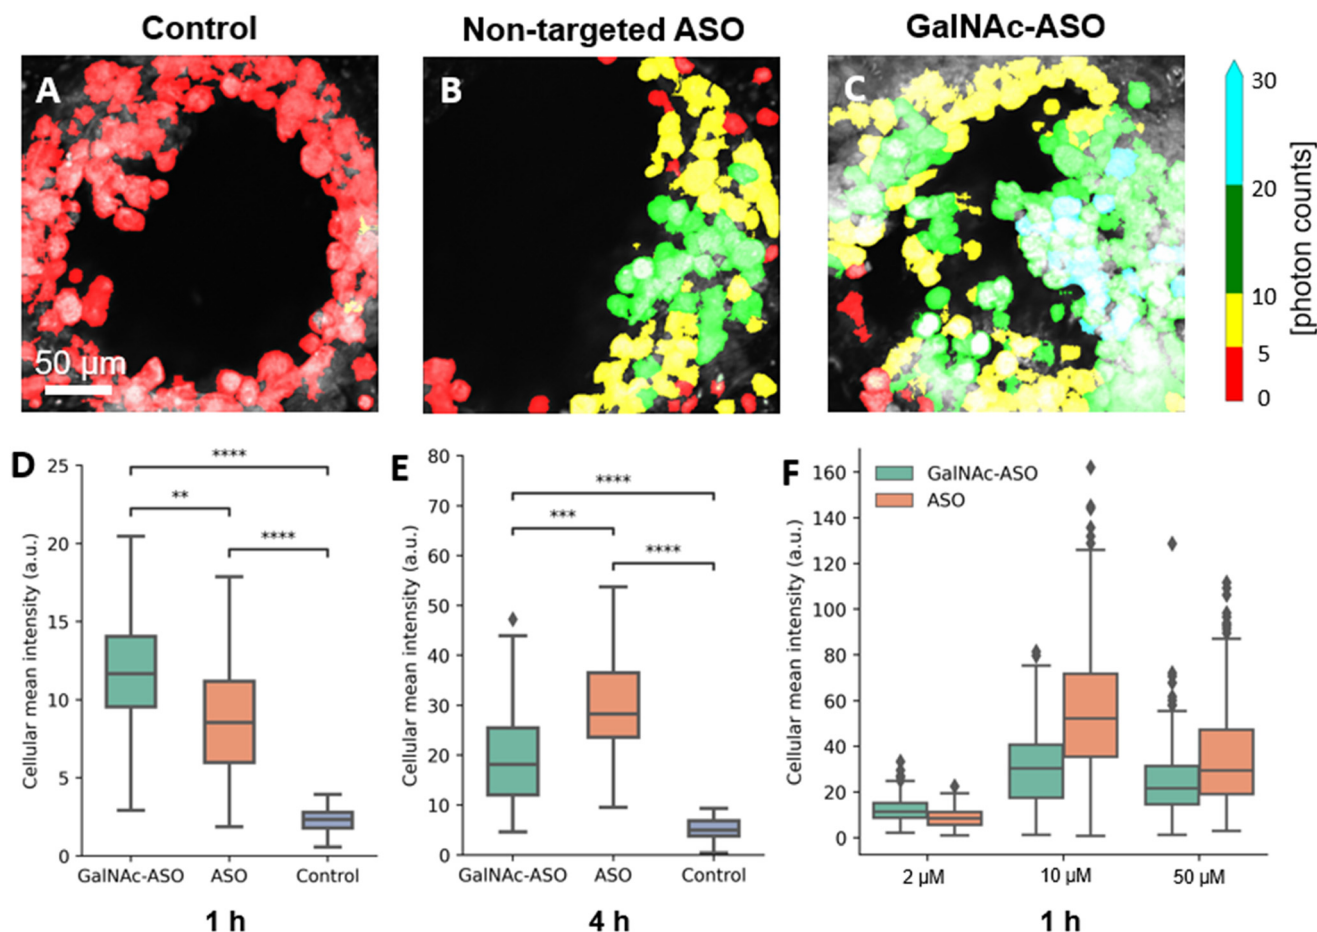 Control
Non-targeted ASO
GalNAc-ASO
A
B
C
50 µm
30
20
10
5
0
[photon counts]
D
25
20
15
10
5
0
Cellular mean intensity (a.u.)
****
**
****
GalNAc-ASO ASO Control
1 h
E
80
70
60
50
40
30
20
10
0
Cellular mean intensity (a.u.)
****
***
****
GalNAc-ASO ASO Control
4 h
F
160
140
120
100
80
60
40
20
0
Cellular mean intensity (a.u.)
GalNAc-ASO
ASO
2 µM 10 µM 50 µM
1 h